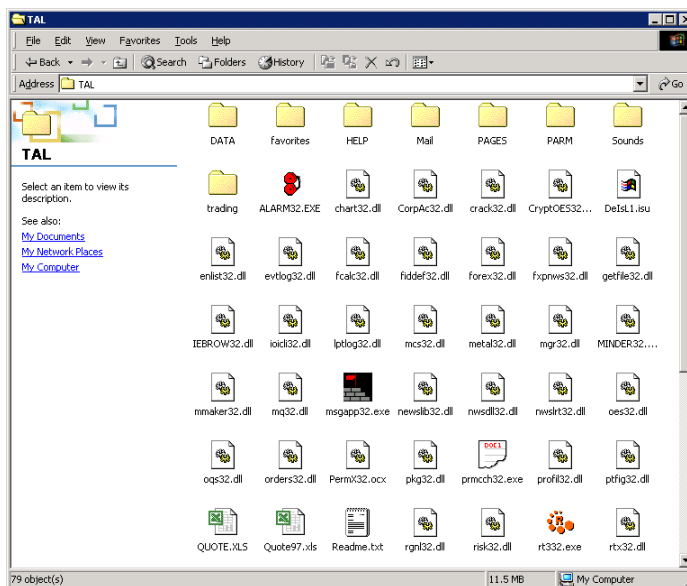 TAL
File Edit View Favorites Tools Help
Back Search Folders History
Address TAL Go
TAL
Select an item to view its
description.
See also:
My Documents
My Network Places
My Computer
DATA favorites HELP Mail PAGES PARM Sounds
trading ALARM32.EXE chart32.dll CorpAc32.dll crack32.dll CryptOES32... DeIsL1.isu
enlist32.dll evtlog32.dll fcalc32.dll fiddef32.dll forex32.dll fxpnws32.dll getfile32.dll
IEBROW32.dll ioicli32.dll lptlog32.dll mcs32.dll metal32.dll mgr32.dll MINDER32....
mmaker32.dll mq32.dll msgapp32.exe newslib32.dll nwsdll32.dll nwslrt32.dll oes32.dll
oqs32.dll orders32.dll PermX32.ocx pkg32.dll prmcch32.exe profil32.dll ptfig32.dll
QUOTE.XLS Quote97.xls Readme.txt rgnl32.dll risk32.dll rt332.exe rtx32.dll
79 object(s) 11.5 MB My Computer